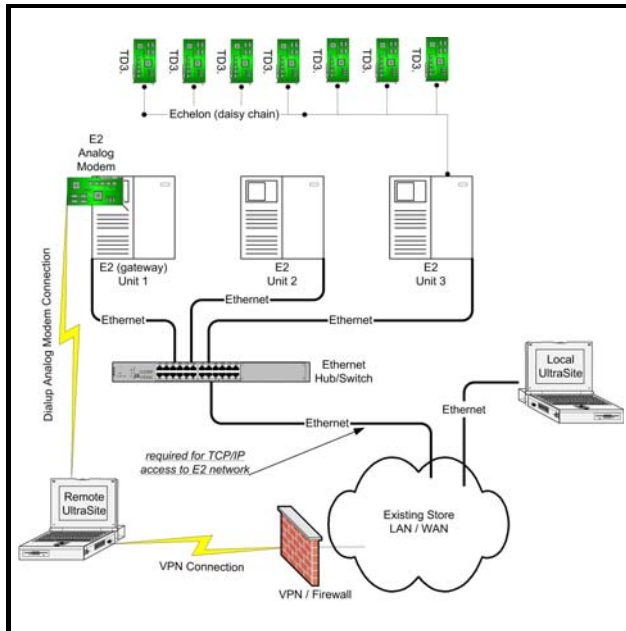 TD3.
TD3.
TD3.
TD3.
TD3.
TD3.
TD3.
Echelon (daisy chain)
E2
Analog
Modem
E2 (gateway)
Unit 1
E2
Unit 2
E2
Unit 3
Ethernet
Ethernet
Ethernet
Dialup Analog Modem Connection
Ethernet
Hub/Switch
Local
UltraSite
Ethernet
Ethernet
required for TCP/IP
access to E2 network
Remote
UltraSite
Existing Store
LAN / WAN
VPN Connection
VPN / Firewall